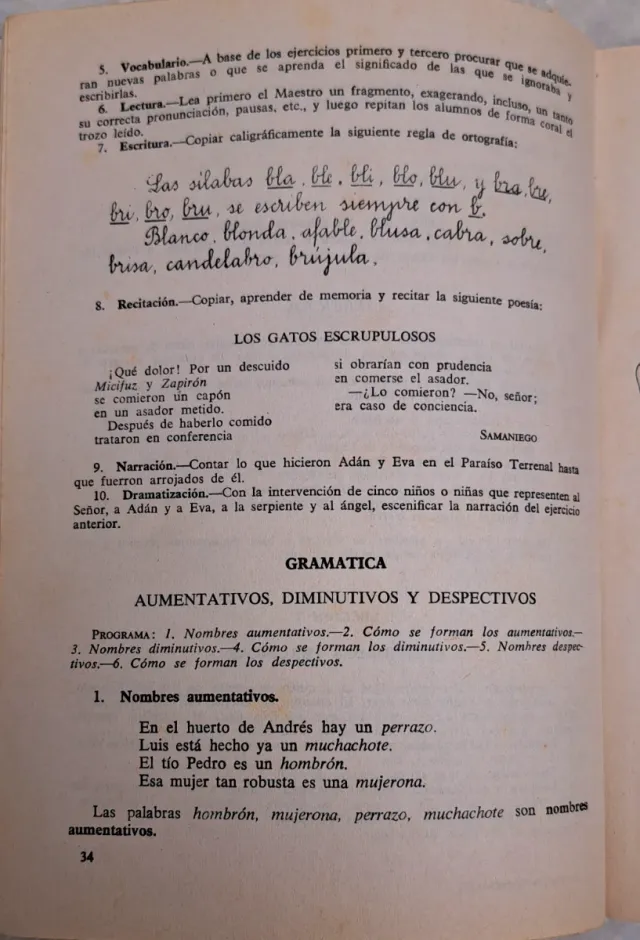 5. Vocabulario.—A base de los ejercicios primero y tercero procurar que se adquie-
ran nuevas palabras o que se aprenda el significado de las que se ignoraba y
escribirlas.
6. Lectura.—Lea primero el Maestro un fragmento, exagerando, incluso, un tanto
su correcta pronunciación, pausas, etc., y luego repitan los alumnos de forma coral el
trozo leído.
7. Escritura.—Copiar caligráficamente la siguiente regla de ortografía:
Las sílabas bla, ble, bli, blo, blu, y bra, bre,
bri, bro, bru, se escriben siempre con b.
Blanco, blonda, afable, blusa, cabra, sobre,
brisa, candelabro, brújula.
8. Recitación.—Copiar, aprender de memoria y recitar la siguiente poesía:
LOS GATOS ESCRUPULOSOS
¡Qué dolor! Por un descuido
Micifuz y Zapirón
se comieron un capón
en un asador metido.
Después de haberlo comido
trataron en conferencia
si obrarían con prudencia
en comerse el asador.
—¿Lo comieron? —No, señor;
era caso de conciencia.
SAMANIEGO
9. Narración.—Contar lo que hicieron Adán y Eva en el Paraíso Terrenal hasta
que fuerron arrojados de él.
10. Dramatización.—Con la intervención de cinco niños o niñas que representen al
Señor, a Adán y a Eva, a la serpiente y al ángel, escenificar la narración del ejercicio
anterior.
GRAMATICA
AUMENTATIVOS, DIMINUTIVOS Y DESPECTIVOS
PROGRAMA: 1. Nombres aumentativos.—2. Cómo se forman los aumentativos.—
3. Nombres diminutivos.—4. Cómo se forman los diminutivos.—5. Nombres despec-
tivos.—6. Cómo se forman los despectivos.
1. Nombres aumentativos.
En el huerto de Andrés hay un perrazo.
Luis está hecho ya un muchachote.
El tío Pedro es un hombrón.
Esa mujer tan robusta es una mujerona.
Las palabras hombrón, mujerona, perrazo, muchachote son nombres
aumentativos.
34